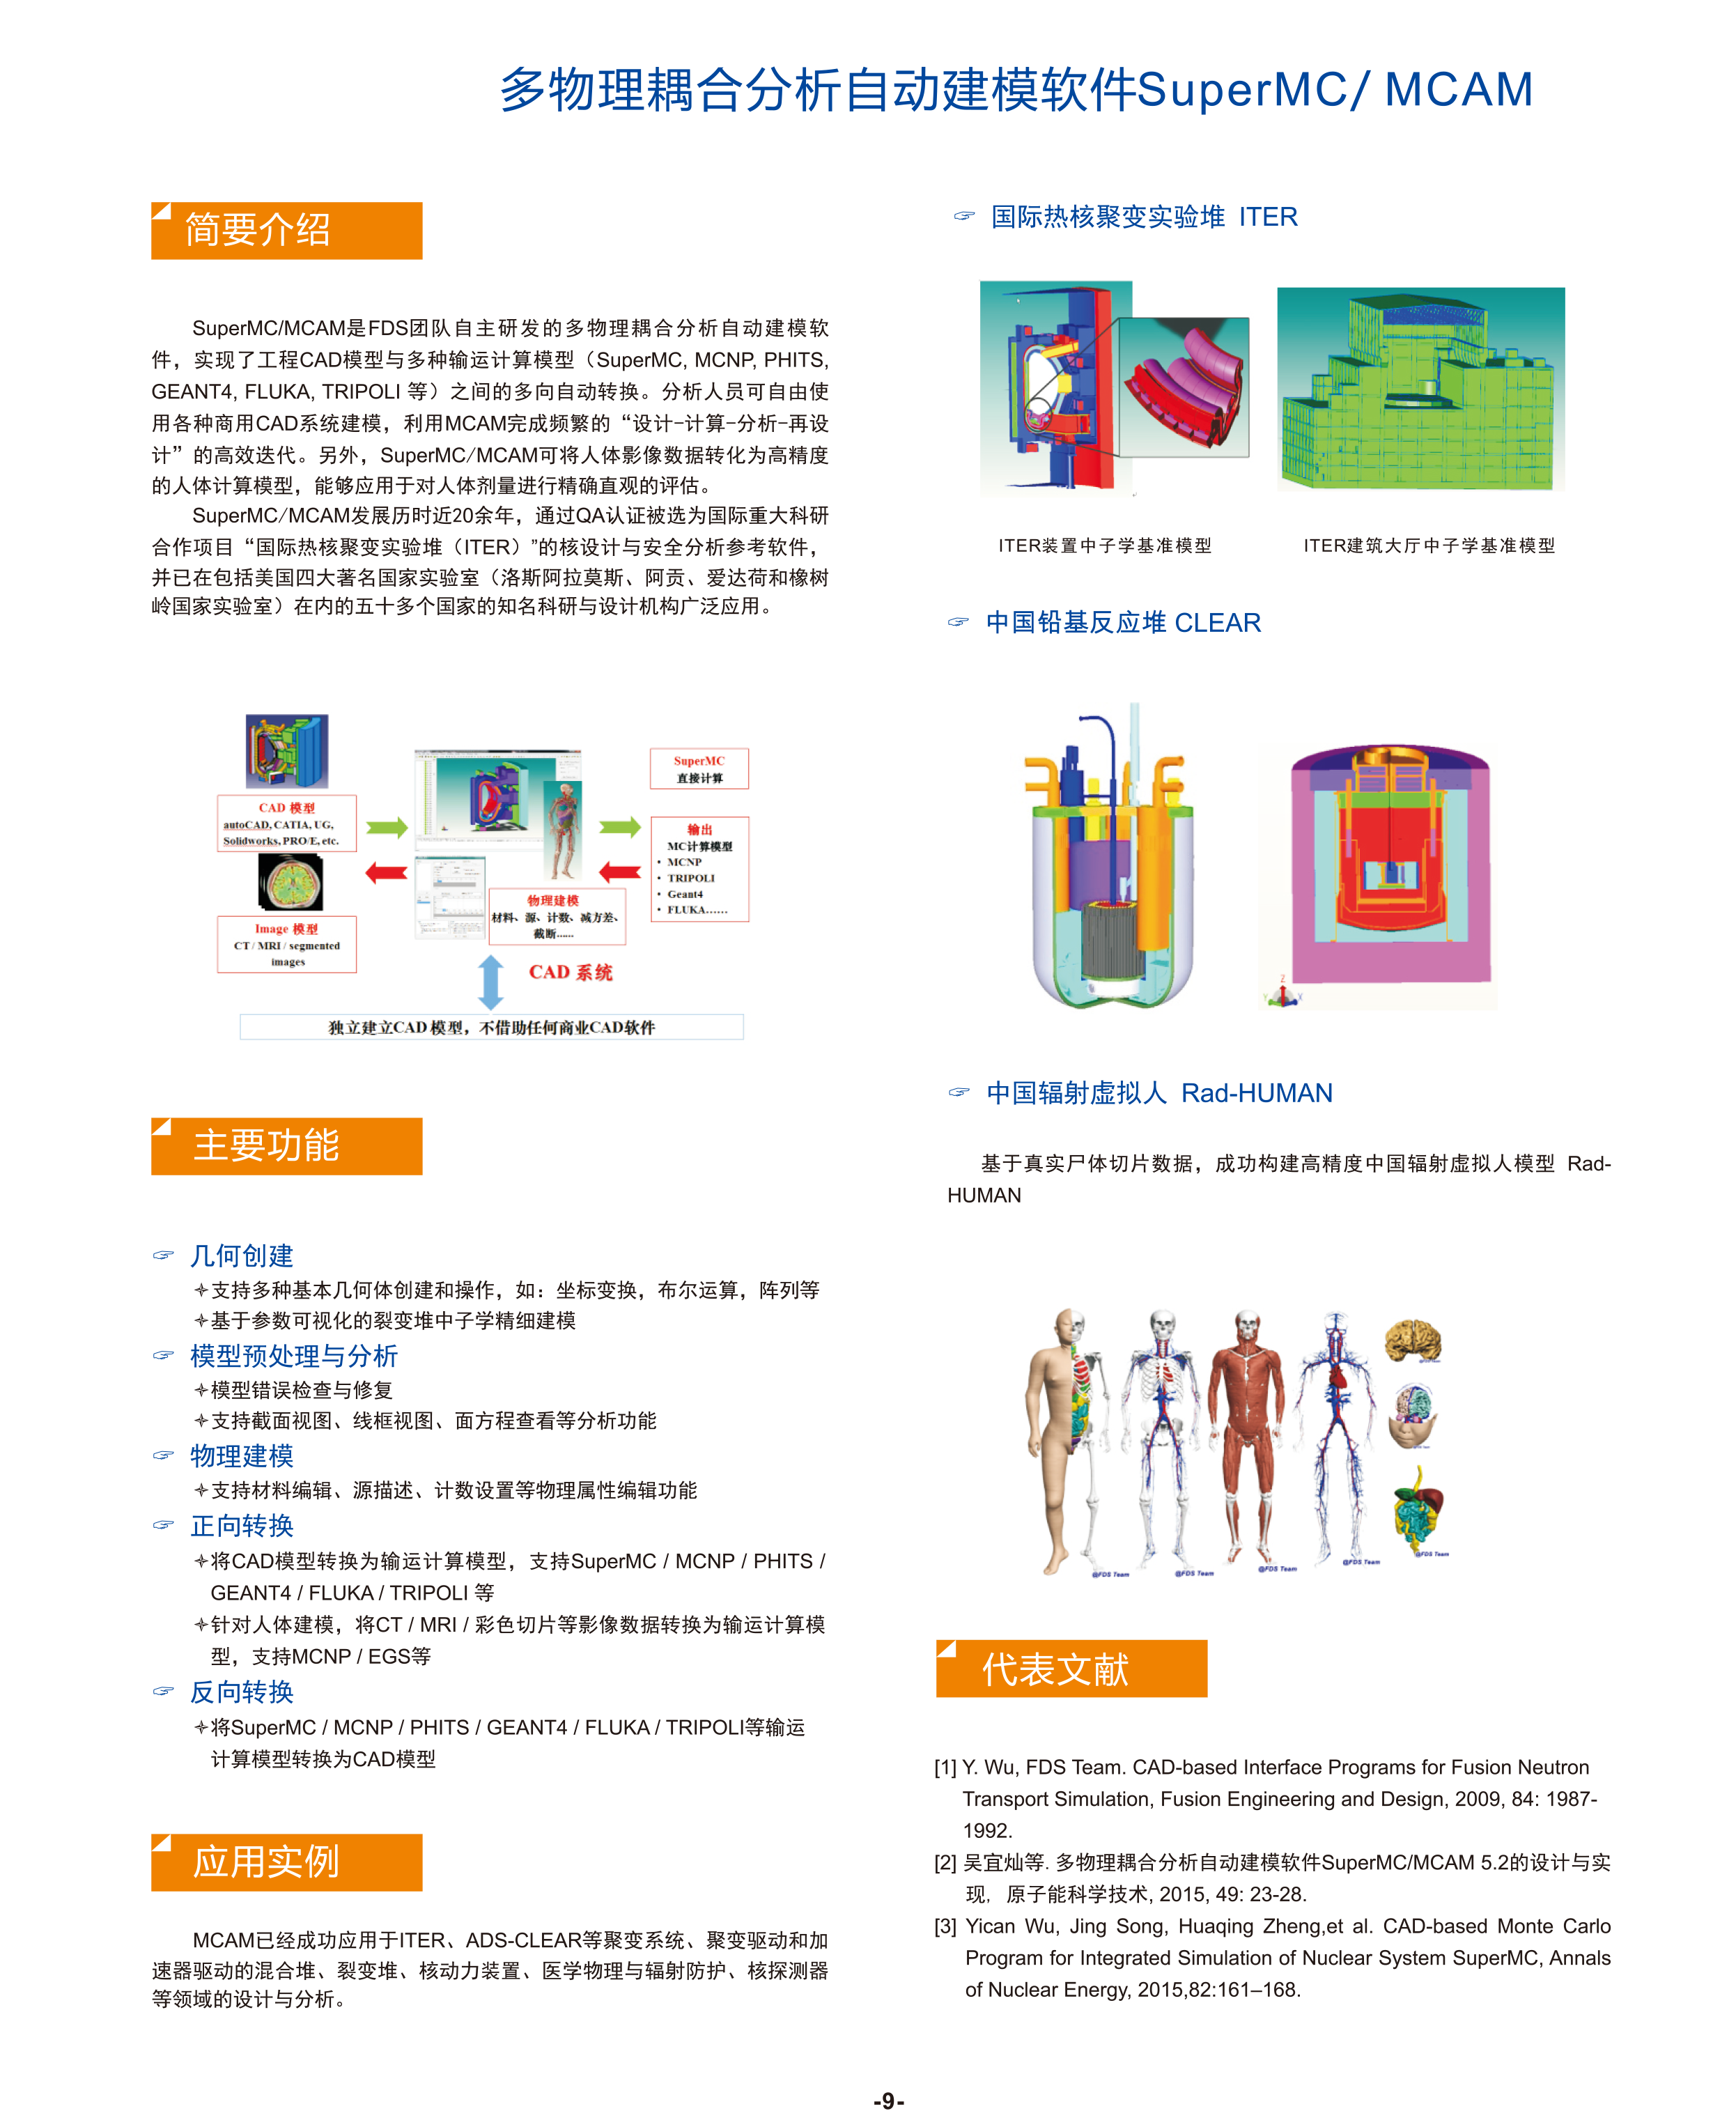 多物理耦合分析自动建模软件SuperMC/ MCAM
简要介绍
SuperMC/MCAM是FDS团队自主研发的多物理耦合分析自动建模软
件，实现了工程CAD模型与多种输运计算模型（SuperMC, MCNP, PHITS,
GEANT4, FLUKA, TRIPOLI 等）之间的多向自动转换。分析人员可自由使
用各种商用CAD系统建模，利用MCAM完成频繁的“设计-计算-分析-再设
计”的高效迭代。另外，SuperMC/MCAM可将人体影像数据转化为高精度
的人体计算模型，能够应用于对人体剂量进行精确直观的评估。
SuperMC/MCAM发展历时近20余年，通过QA认证被选为国际重大科研
合作项目“国际热核聚变实验堆（ITER）”的核设计与安全分析参考软件，
并已在包括美国四大著名国家实验室（洛斯阿拉莫斯、阿贡、爱达荷和橡树
岭国家实验室）在内的五十多个国家的知名科研与设计机构广泛应用。
CAD 模型
autoCAD, CATIA, UG,
Solidworks, PRO/E, etc.
Image 模型
CT / MRI / segmented
images
物理建模
材料、源、计数、减方差、
截断......
SuperMC
直接计算
输出
MC计算模型
• MCNP
• TRIPOLI
• Geant4
• FLUKA......
CAD 系统
独立建立CAD 模型，不借助任何商业CAD软件
主要功能
☞ 几何创建
✧支持多种基本几何体创建和操作，如：坐标变换，布尔运算，阵列等
✧基于参数可视化的裂变堆中子学精细建模
☞ 模型预处理与分析
✧模型错误检查与修复
✧支持截面视图、线框视图、面方程查看等分析功能
☞ 物理建模
✧支持材料编辑、源描述、计数设置等物理属性编辑功能
☞ 正向转换
✧将CAD模型转换为输运计算模型，支持SuperMC / MCNP / PHITS /
GEANT4 / FLUKA / TRIPOLI 等
✧针对人体建模，将CT / MRI / 彩色切片等影像数据转换为输运计算模
型，支持MCNP / EGS等
☞ 反向转换
✧将SuperMC / MCNP / PHITS / GEANT4 / FLUKA / TRIPOLI等输运
计算模型转换为CAD模型
应用实例
MCAM已经成功应用于ITER、ADS-CLEAR等聚变系统、聚变驱动和加
速器驱动的混合堆、裂变堆、核动力装置、医学物理与辐射防护、核探测器
等领域的设计与分析。
☞ 国际热核聚变实验堆 ITER
ITER装置中子学基准模型
ITER建筑大厅中子学基准模型
☞ 中国铅基反应堆 CLEAR
Z
Y
X
☞ 中国辐射虚拟人 Rad-HUMAN
基于真实尸体切片数据，成功构建高精度中国辐射虚拟人模型 Rad-
HUMAN
@FDS Team
@FDS Team
@FDS Team
@FDS Team
@FDS Team
代表文献
[1] Y. Wu, FDS Team. CAD-based Interface Programs for Fusion Neutron
Transport Simulation, Fusion Engineering and Design, 2009, 84: 1987-
1992.
[2] 吴宜灿等. 多物理耦合分析自动建模软件SuperMC/MCAM 5.2的设计与实
现, 原子能科学技术, 2015, 49: 23-28.
[3] Yican Wu, Jing Song, Huaqing Zheng,et al. CAD-based Monte Carlo
Program for Integrated Simulation of Nuclear System SuperMC, Annals
of Nuclear Energy, 2015,82:161–168.
-9-